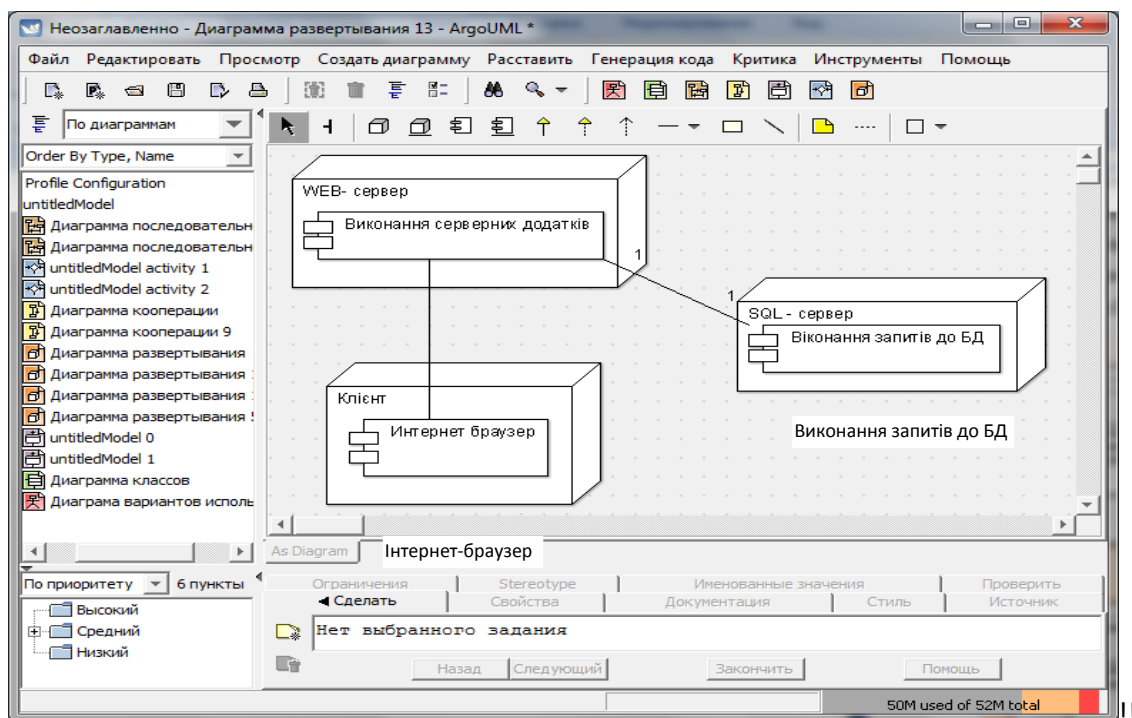 Неозаглавленно - Диаграмма развертывания 13 - ArgoUML *
Файл Редактировать Просмотр Создать диаграмму Расставить Генерация кода Критика Инструменты Помощь
По диаграммам
Order By Type, Name
Profile Configuration
untitledModel
Диаграмма последовательн
Диаграмма последовательн
untitledModel activity 1
untitledModel activity 2
Диаграмма кооперации
Диаграмма кооперации 9
Диаграмма развертывания
Диаграмма развертывания
Диаграмма развертывания
Диаграмма развертывания
untitledModel 0
untitledModel 1
Диаграмма классов
Диаграма вариантов исполь
WEB- сервер
Виконання серверних додатків
1
1
SQL - сервер
Віконання запитів до БД
Клієнт
Интернет браузер
Виконання запитів до БД
As Diagram
Інтернет-браузер
По приоритету 6 пункты
Высокий
Средний
Низкий
Ограничения Stereotype Именованные значения Проверить
Сделать Свойства Документация Стиль Источник
Нет выбранного задания
Назад Следующий Закончить Помощь
50M used of 52M total